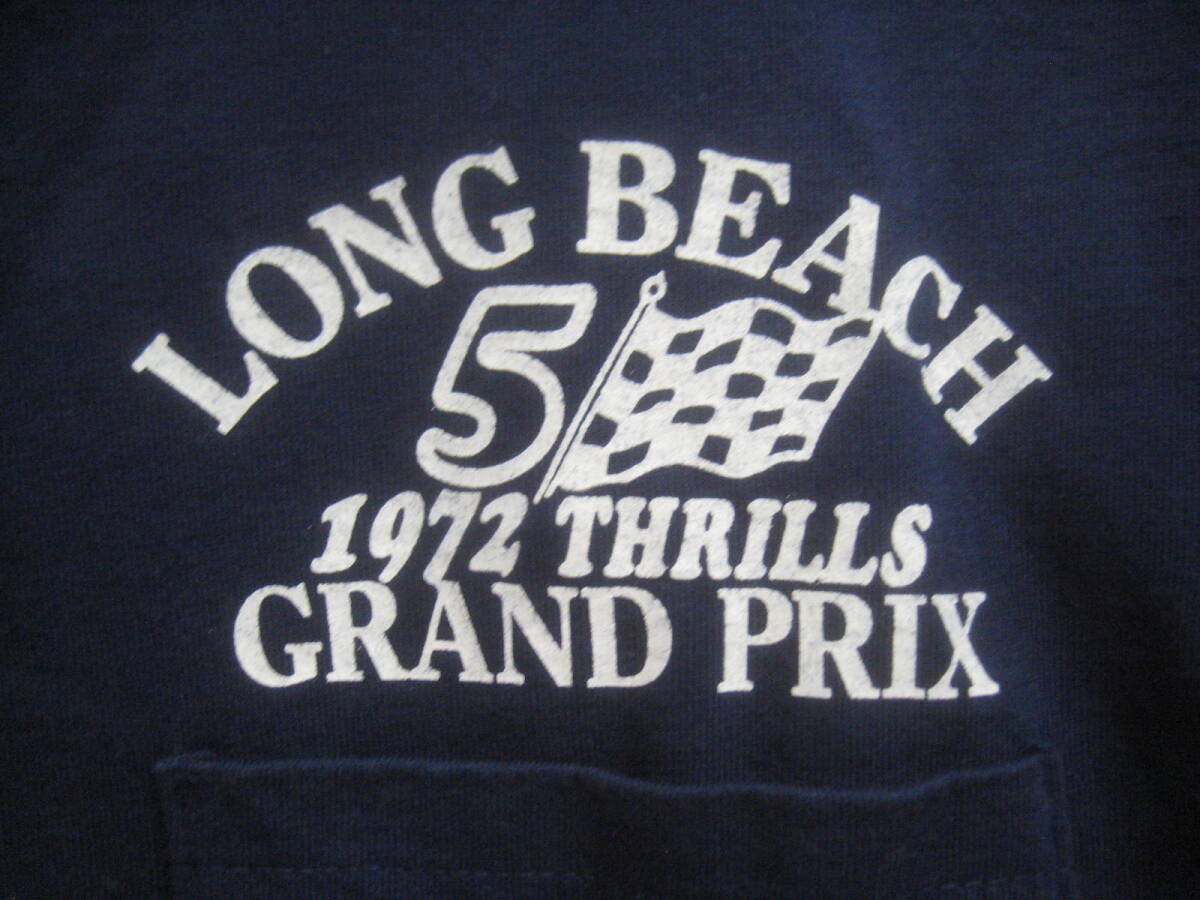 LONG BEACH
5
1972 THRILLS
GRAND PRIX